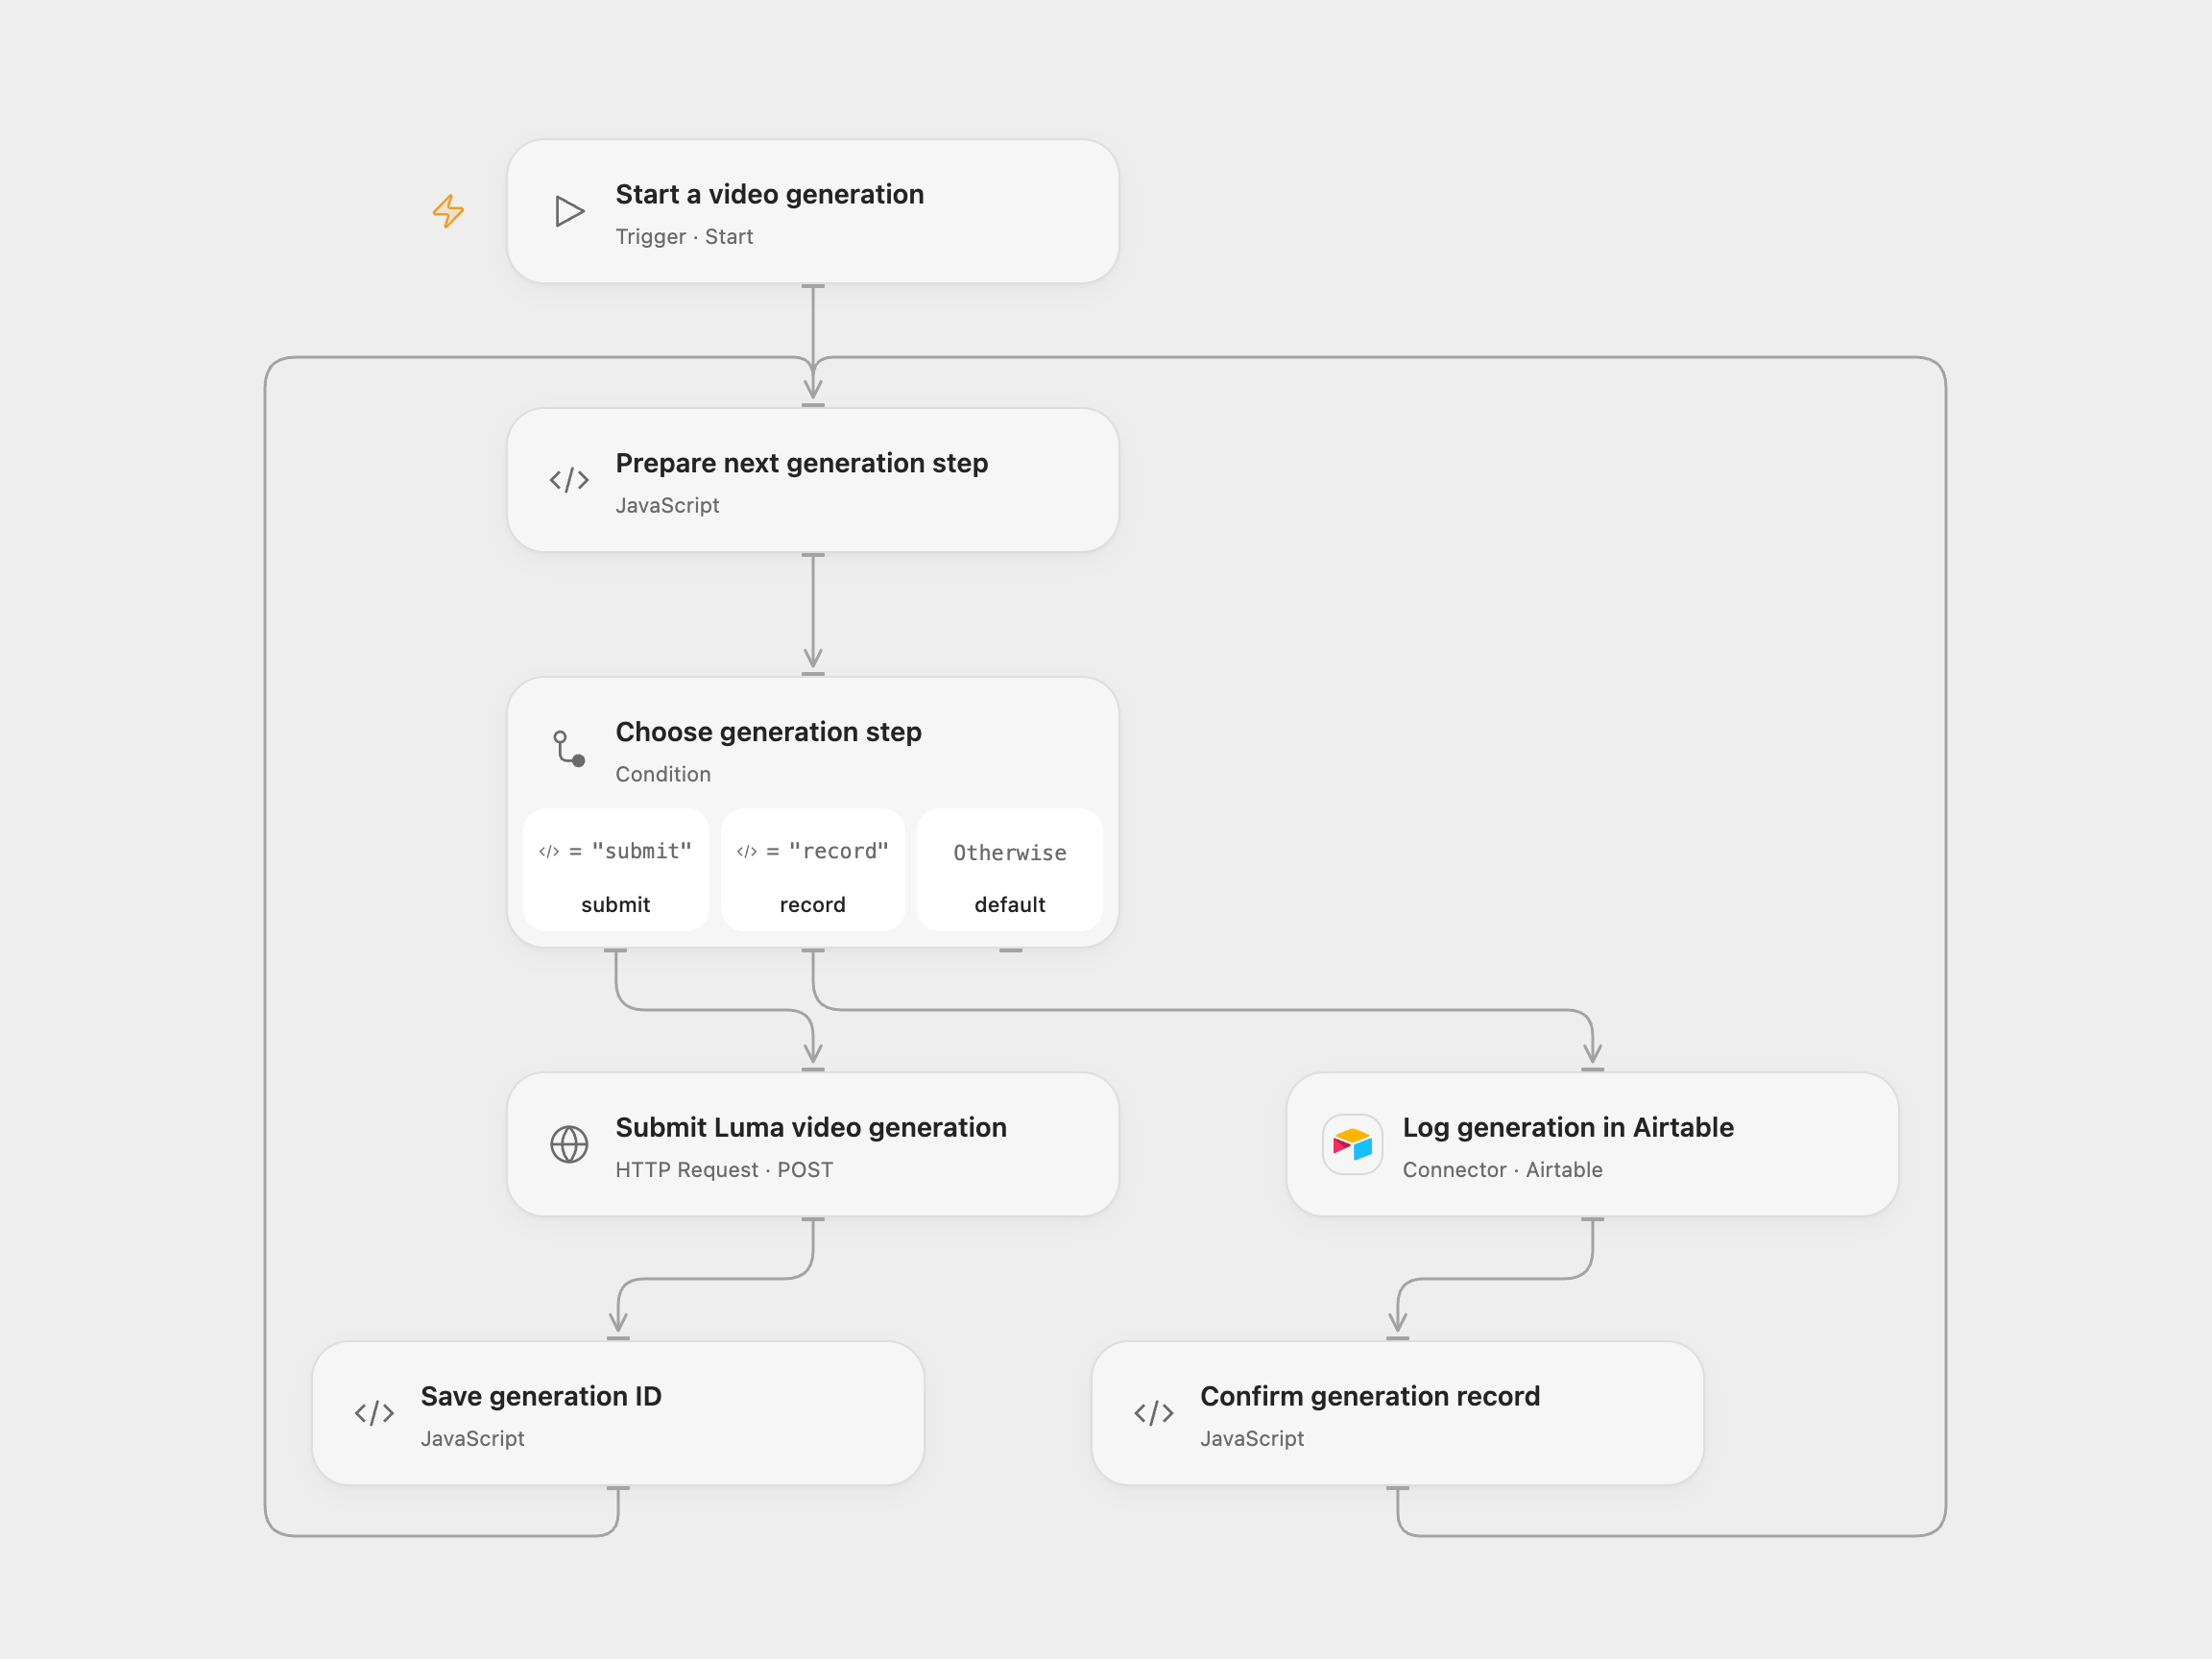 Start a video generation
Trigger · Start
Prepare next generation step
JavaScript
Choose generation step
Condition
</> = "submit"
submit
</> = "record"
record
Otherwise
default
Submit Luma video generation
HTTP Request · POST
Log generation in Airtable
Connector · Airtable
Save generation ID
JavaScript
Confirm generation record
JavaScript